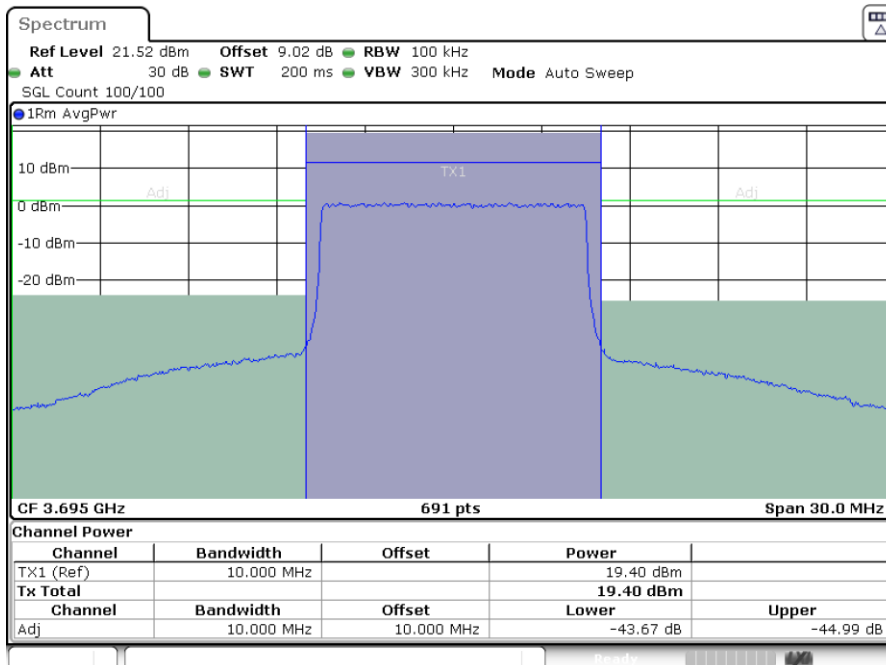 Spectrum
Ref Level 21.52 dBm Offset 9.02 dB RBW 100 kHz
Att 30 dB SWT 200 ms VBW 300 kHz Mode Auto Sweep
SGL Count 100/100
1Rm AvgPwr
10 dBm
TX1
Adj Adj
0 dBm
-10 dBm
-20 dBm
CF 3.695 GHz 691 pts Span 30.0 MHz
Channel Power
Channel Bandwidth Offset Power
TX1 (Ref) 10.000 MHz 19.40 dBm
Tx Total 19.40 dBm
Channel Bandwidth Offset Lower Upper
Adj 10.000 MHz 10.000 MHz -43.67 dB -44.99 dB
Ready